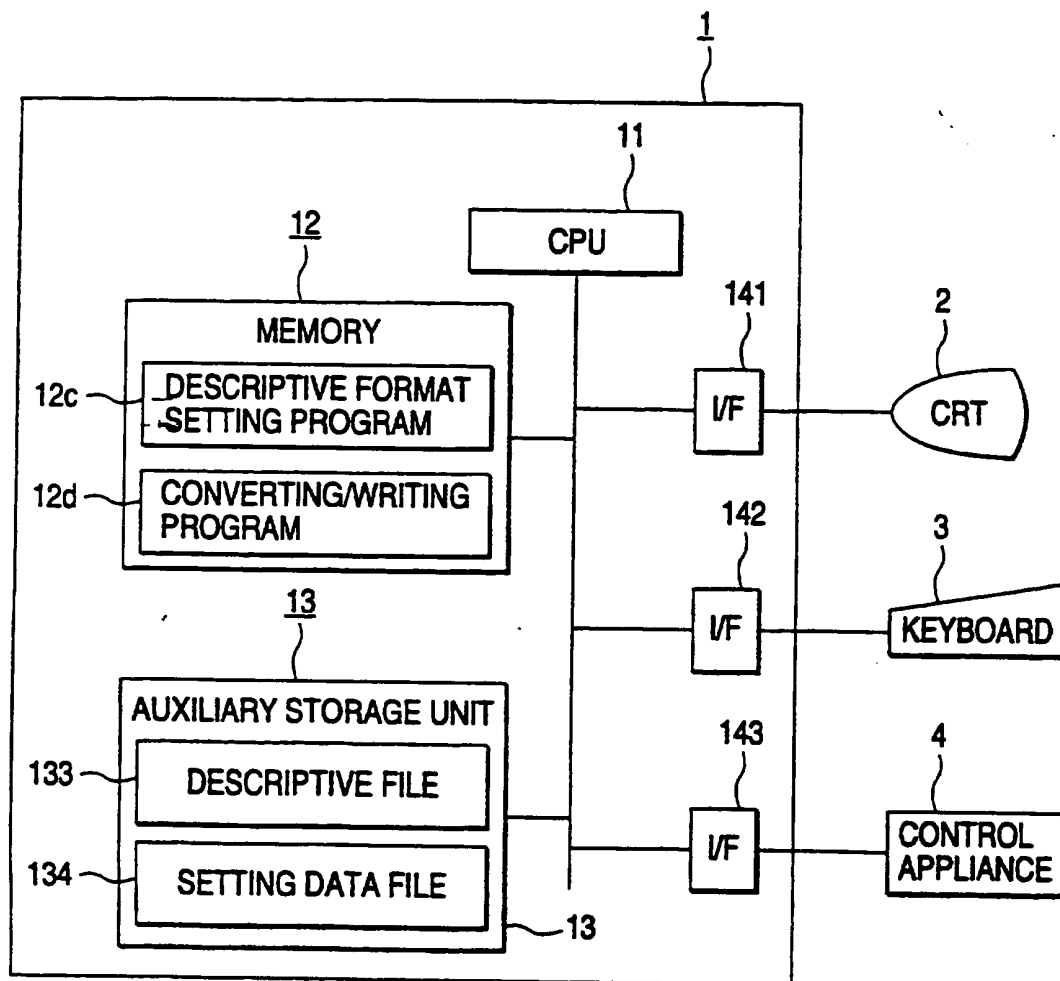 1
11
CPU
12
MEMORY
12c
DESCRIPTIVE FORMAT
SETTING PROGRAM
12d
CONVERTING/WRITING
PROGRAM
141
I/F
2
CRT
142
I/F
3
KEYBOARD
13
AUXILIARY STORAGE UNIT
133
DESCRIPTIVE FILE
134
SETTING DATA FILE
13
143
I/F
4
CONTROL
APPLIANCE